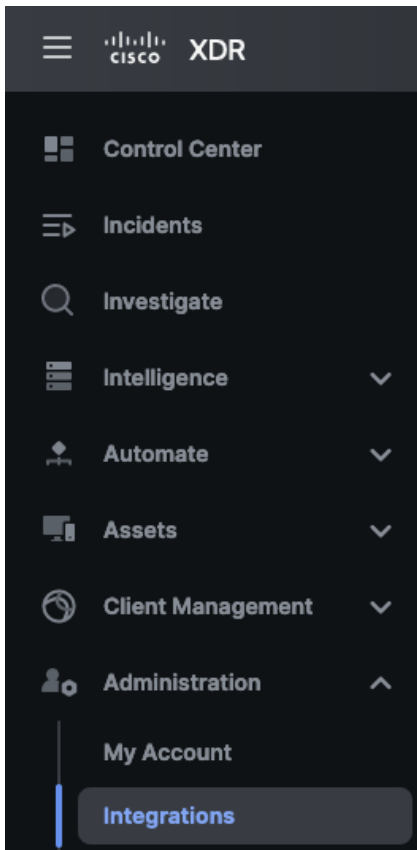 CISCO XDR
Control Center
Incidents
Investigate
Intelligence
Automate
Assets
Client Management
Administration
My Account
Integrations